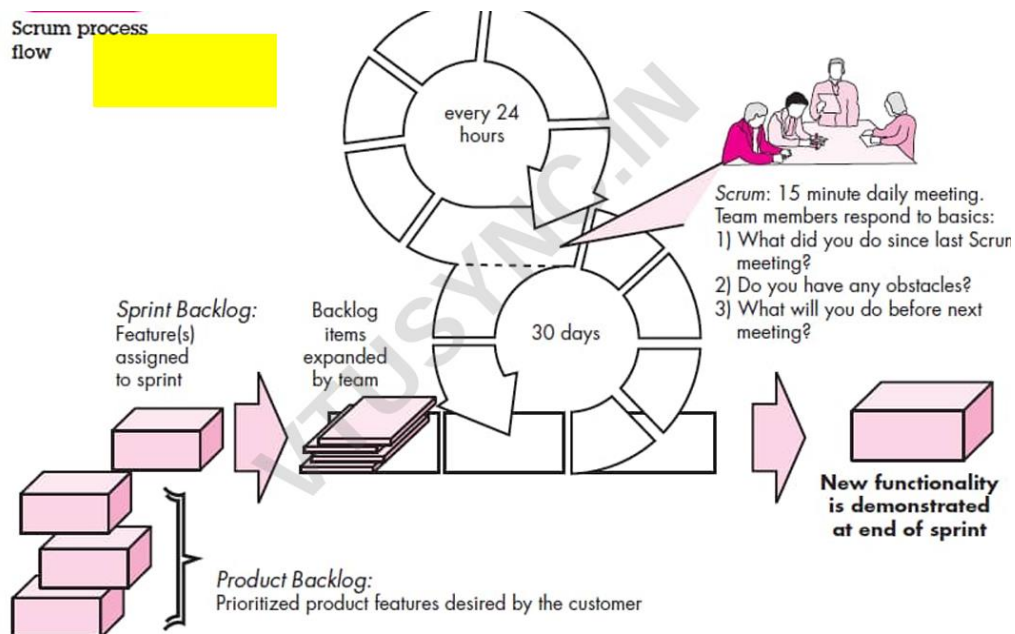 Scrum process
flow
every 24
hours
Scrum: 15 minute daily meeting.
Team members respond to basics:
1) What did you do since last Scrum
meeting?
2) Do you have any obstacles?
3) What will you do before next
meeting?
Sprint Backlog:
Feature(s)
assigned
to sprint
Backlog
items
expanded
by team
30 days
New functionality
is demonstrated
at end of sprint
Product Backlog:
Prioritized product features desired by the customer
VTUSYNC.IN